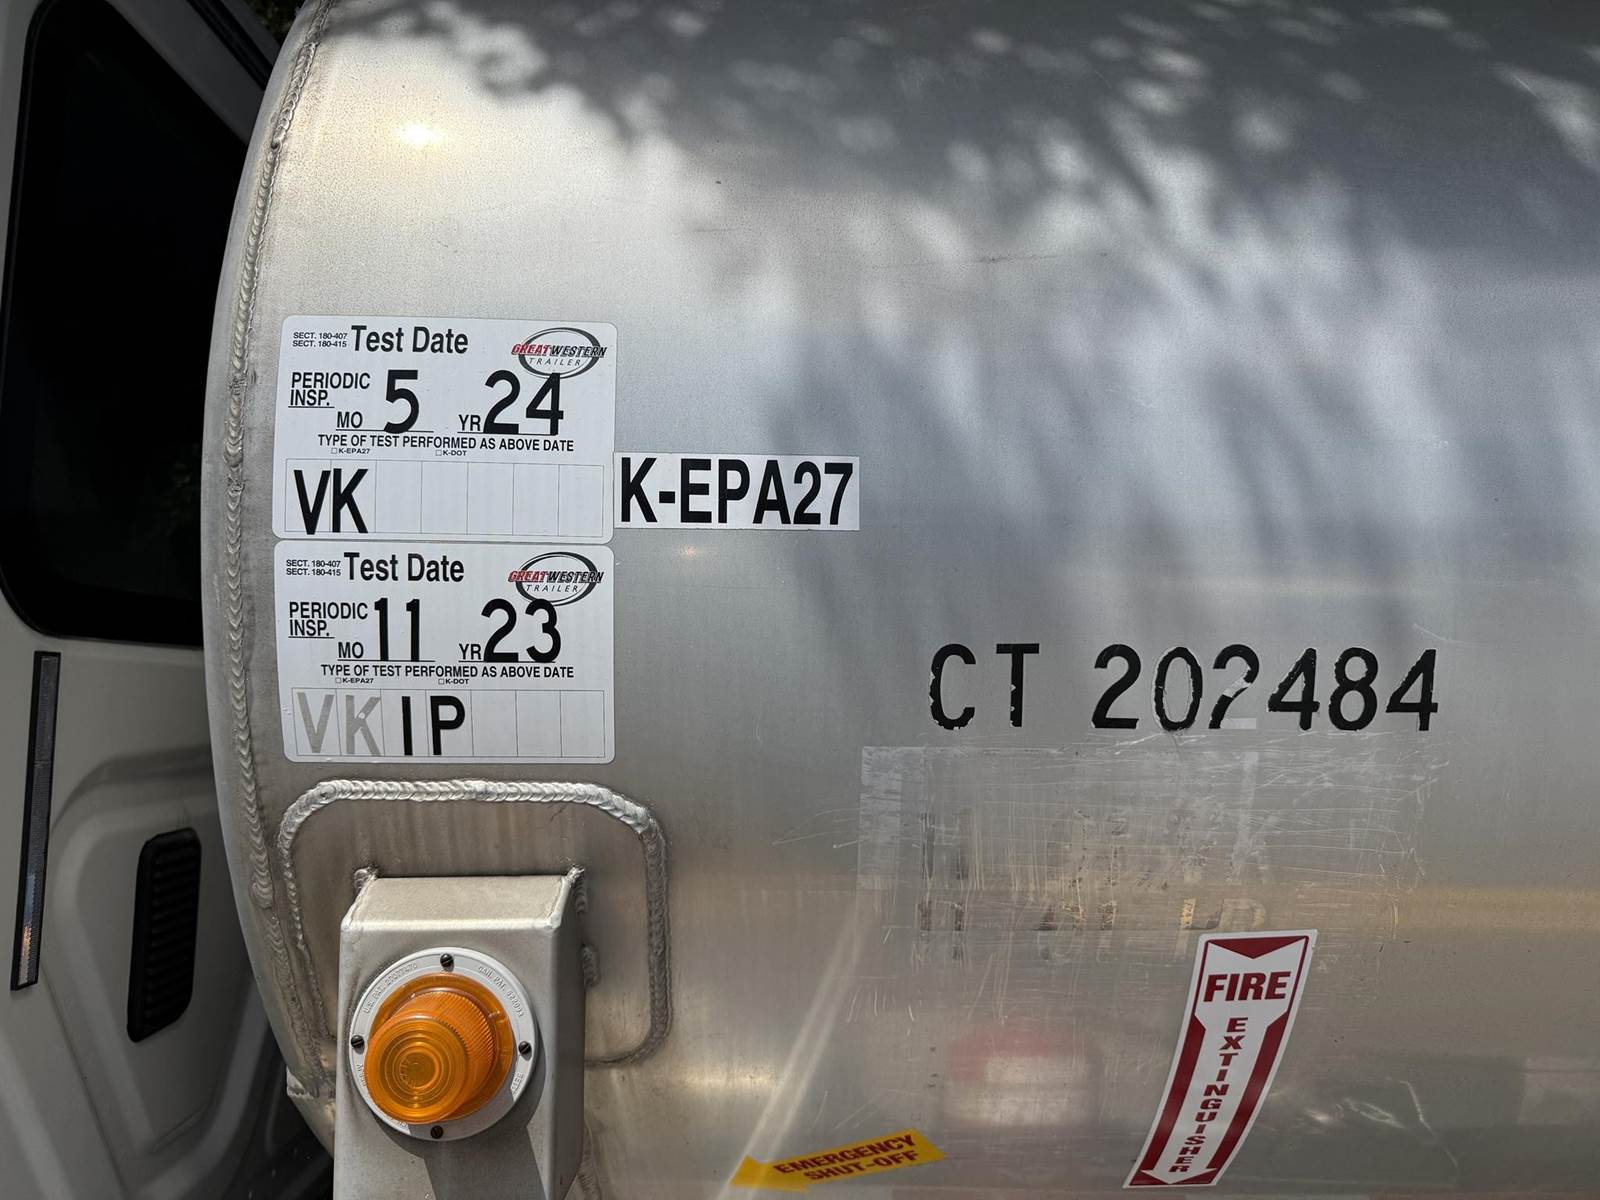 SECT. 180-407
SECT. 180-415
Test Date
GREAT WESTERN
TRAILER
PERIODIC
INSP.
MO 5 YR 24
TYPE OF TEST PERFORMED AS ABOVE DATE
K-EPA27 K-DOT
VK
K-EPA27
SECT. 180-407
SECT. 180-415
Test Date
GREAT WESTERN
TRAILER
PERIODIC
INSP.
MO 11 YR 23
TYPE OF TEST PERFORMED AS ABOVE DATE
K-EPA27 K-DOT
VKIP
CT 202484
FIRE
EXTINGUISHER
EMERGENCY
SHUT-OFF